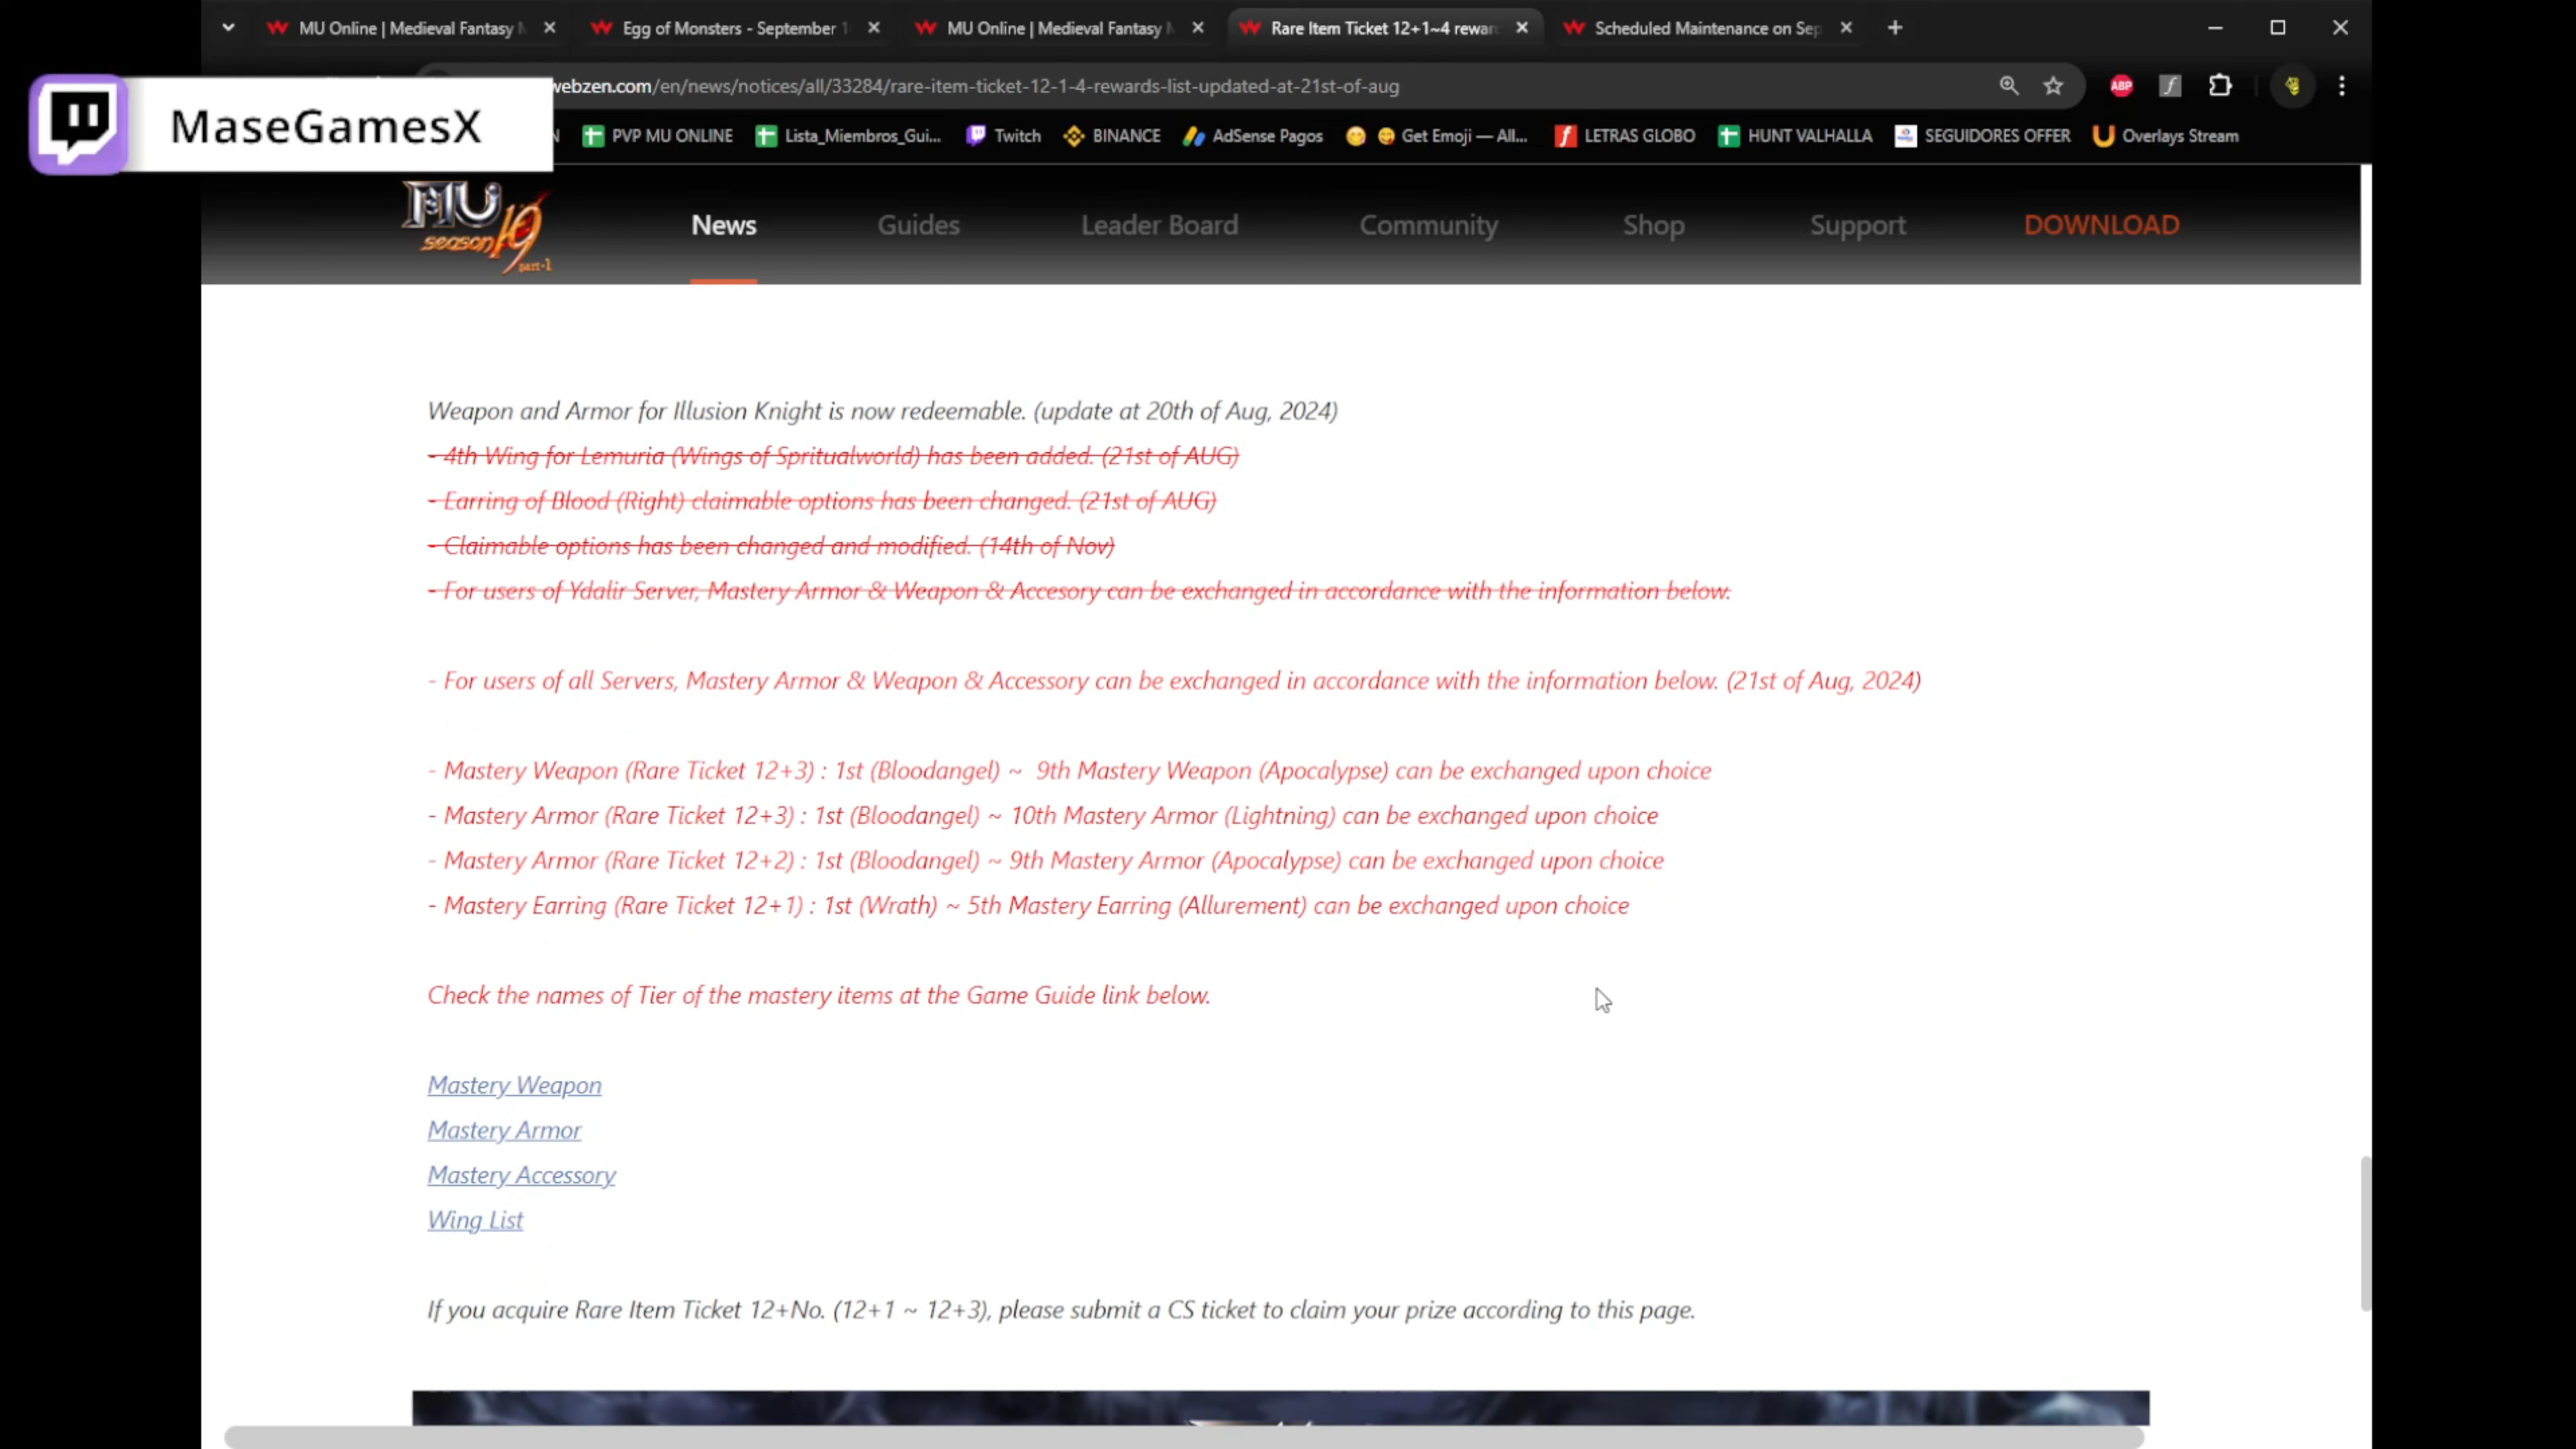 MU Online | Medieval Fantasy
Egg of Monsters - September
MU Online | Medieval Fantasy
Rare Item Ticket 12+1~4
Scheduled Maintenance on
webzen.com/en/news/notices/all/33284/rare-item-ticket-12-1-4-rewards-list-updated-at-21st-of-aug
ABP
f
MaseGamesX
PVP MU ONLINE
Lista_Miembros_Gui...
Twitch
BINANCE
AdSense Pagos
Get Emoji — All...
LETRAS GLOBO
HUNT VALHALLA
SEGUIDORES OFFER
Overlays Stream
MU
season 19
part-1
News
Guides
Leader Board
Community
Shop
Support
DOWNLOAD
Weapon and Armor for Illusion Knight is now redeemable. (update at 20th of Aug, 2024)
- 4th Wing for Lemuria (Wings of Spritualworld) has been added. (21st of AUG)
- Earring of Blood (Right) claimable options has been changed. (21st of AUG)
- Claimable options has been changed and modified. (14th of Nov)
- For users of Ydalir Server, Mastery Armor & Weapon & Accesory can be exchanged in accordance with the information below.
- For users of all Servers, Mastery Armor & Weapon & Accessory can be exchanged in accordance with the information below. (21st of Aug, 2024)
- Mastery Weapon (Rare Ticket 12+3) : 1st (Bloodangel) ~ 9th Mastery Weapon (Apocalypse) can be exchanged upon choice
- Mastery Armor (Rare Ticket 12+3) : 1st (Bloodangel) ~ 10th Mastery Armor (Lightning) can be exchanged upon choice
- Mastery Armor (Rare Ticket 12+2) : 1st (Bloodangel) ~ 9th Mastery Armor (Apocalypse) can be exchanged upon choice
- Mastery Earring (Rare Ticket 12+1) : 1st (Wrath) ~ 5th Mastery Earring (Allurement) can be exchanged upon choice
Check the names of Tier of the mastery items at the Game Guide link below.
Mastery Weapon
Mastery Armor
Mastery Accessory
Wing List
If you acquire Rare Item Ticket 12+No. (12+1 ~ 12+3), please submit a CS ticket to claim your prize according to this page.